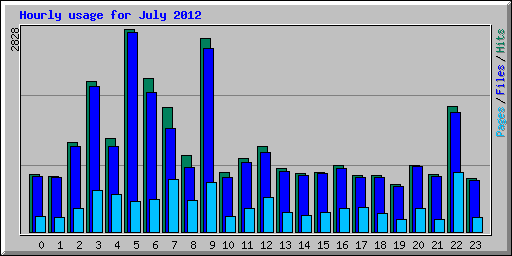 Hourly usage for July 2012
2828
Pages / Files / Hits
0 1 2 3 4 5 6 7 8 9 10 11 12 13 14 15 16 17 18 19 20 21 22 23